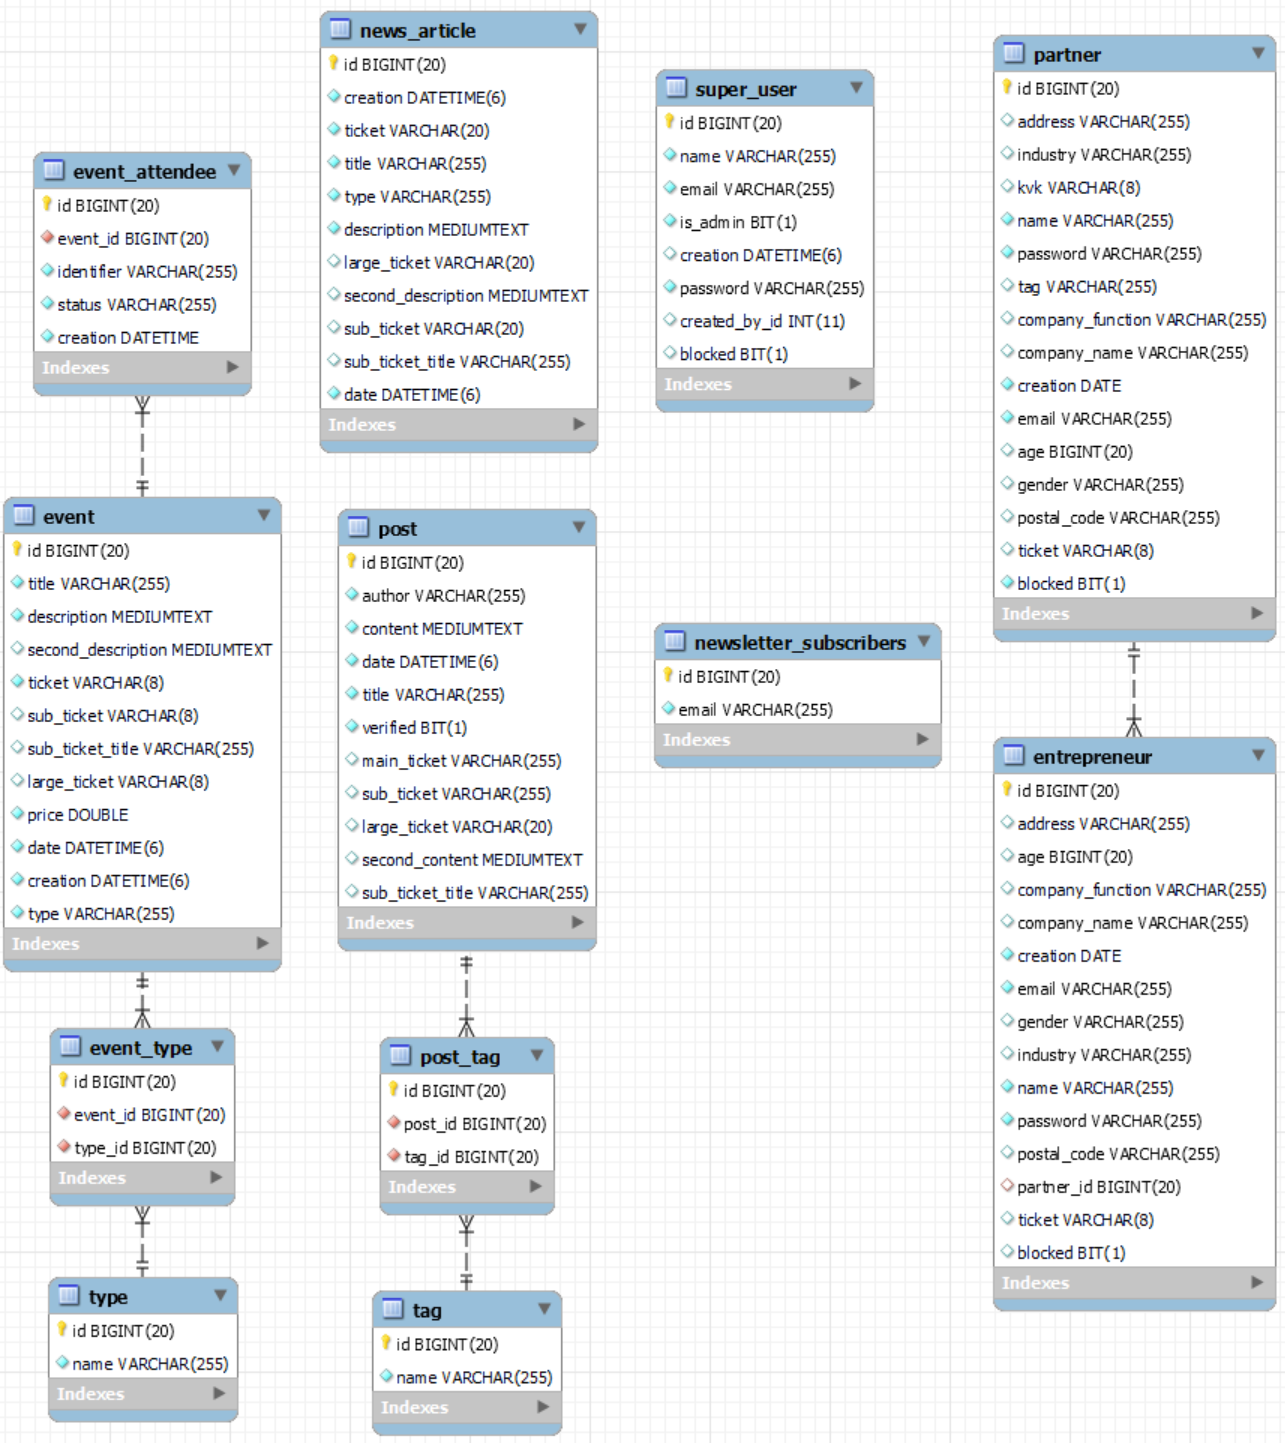 news_article
id BIGINT(20)
creation DATETIME(6)
ticket VARCHAR(20)
title VARCHAR(255)
type VARCHAR(255)
description MEDIUMTEXT
large_ticket VARCHAR(20)
second_description MEDIUMTEXT
sub_ticket VARCHAR(20)
sub_ticket_title VARCHAR(255)
date DATETIME(6)
Indexes
super_user
id BIGINT(20)
name VARCHAR(255)
email VARCHAR(255)
is_admin BIT(1)
creation DATETIME(6)
password VARCHAR(255)
created_by_id INT(11)
blocked BIT(1)
Indexes
partner
id BIGINT(20)
address VARCHAR(255)
industry VARCHAR(255)
kvk VARCHAR(8)
name VARCHAR(255)
password VARCHAR(255)
tag VARCHAR(255)
company_function VARCHAR(255)
company_name VARCHAR(255)
creation DATE
email VARCHAR(255)
age BIGINT(20)
gender VARCHAR(255)
postal_code VARCHAR(255)
ticket VARCHAR(8)
blocked BIT(1)
Indexes
event_attendee
id BIGINT(20)
event_id BIGINT(20)
identifier VARCHAR(255)
status VARCHAR(255)
creation DATETIME
Indexes
event
id BIGINT(20)
title VARCHAR(255)
description MEDIUMTEXT
second_description MEDIUMTEXT
ticket VARCHAR(8)
sub_ticket VARCHAR(8)
sub_ticket_title VARCHAR(255)
large_ticket VARCHAR(8)
price DOUBLE
date DATETIME(6)
creation DATETIME(6)
type VARCHAR(255)
Indexes
post
id BIGINT(20)
author VARCHAR(255)
content MEDIUMTEXT
date DATETIME(6)
title VARCHAR(255)
verified BIT(1)
main_ticket VARCHAR(255)
sub_ticket VARCHAR(255)
large_ticket VARCHAR(20)
second_content MEDIUMTEXT
sub_ticket_title VARCHAR(255)
Indexes
newsletter_subscribers
id BIGINT(20)
email VARCHAR(255)
Indexes
entrepreneur
id BIGINT(20)
address VARCHAR(255)
age BIGINT(20)
company_function VARCHAR(255)
company_name VARCHAR(255)
creation DATE
email VARCHAR(255)
gender VARCHAR(255)
industry VARCHAR(255)
name VARCHAR(255)
password VARCHAR(255)
postal_code VARCHAR(255)
partner_id BIGINT(20)
ticket VARCHAR(8)
blocked BIT(1)
Indexes
event_type
id BIGINT(20)
event_id BIGINT(20)
type_id BIGINT(20)
Indexes
post_tag
id BIGINT(20)
post_id BIGINT(20)
tag_id BIGINT(20)
Indexes
type
id BIGINT(20)
name VARCHAR(255)
Indexes
tag
id BIGINT(20)
name VARCHAR(255)
Indexes